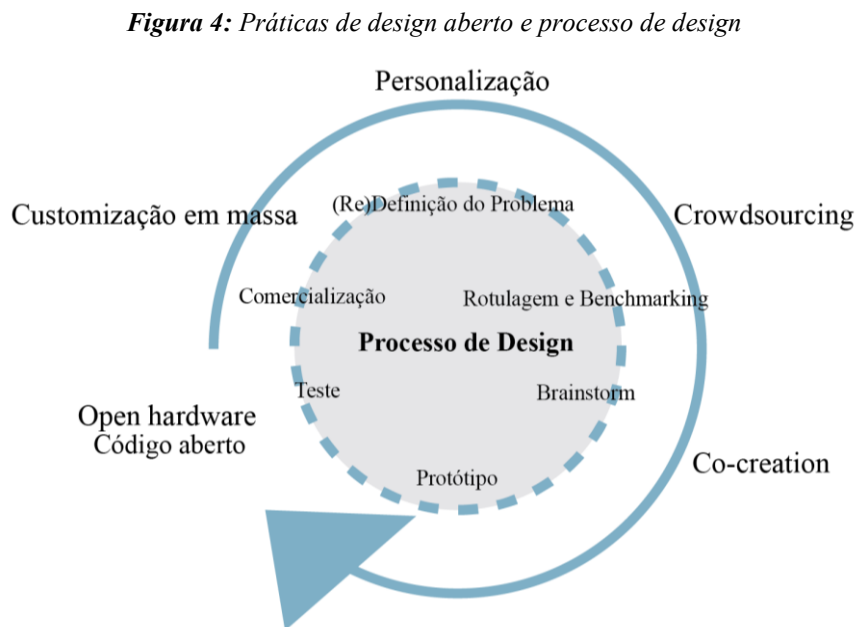 Figura 4: Práticas de design aberto e processo de design
Personalização
(Re)Definição do Problema
Customização em massa
Crowdsourcing
Comercialização
Rotulagem e Benchmarking
Processo de Design
Teste
Brainstorm
Open hardware
Código aberto
Co-creation
Protótipo